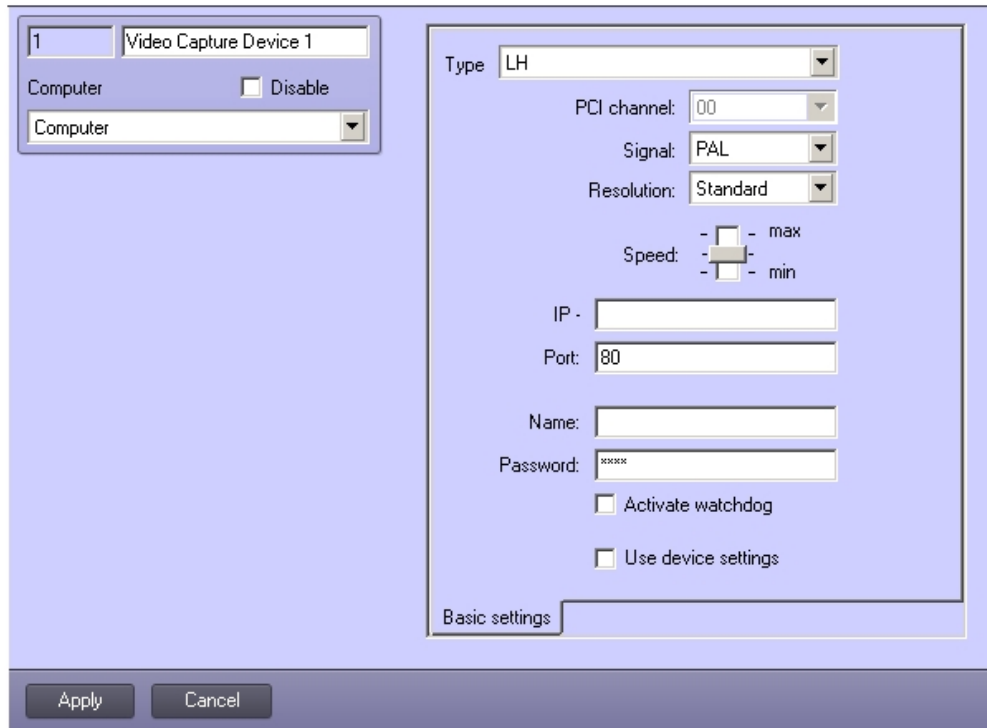 1 Video Capture Device 1
Computer Disable
Computer
Type LH
PCI channel: 00
Signal: PAL
Resolution: Standard
max
Speed:
min
IP -
Port: 80
Name:
Password: ****
Activate watchdog
Use device settings
Basic settings
Apply Cancel